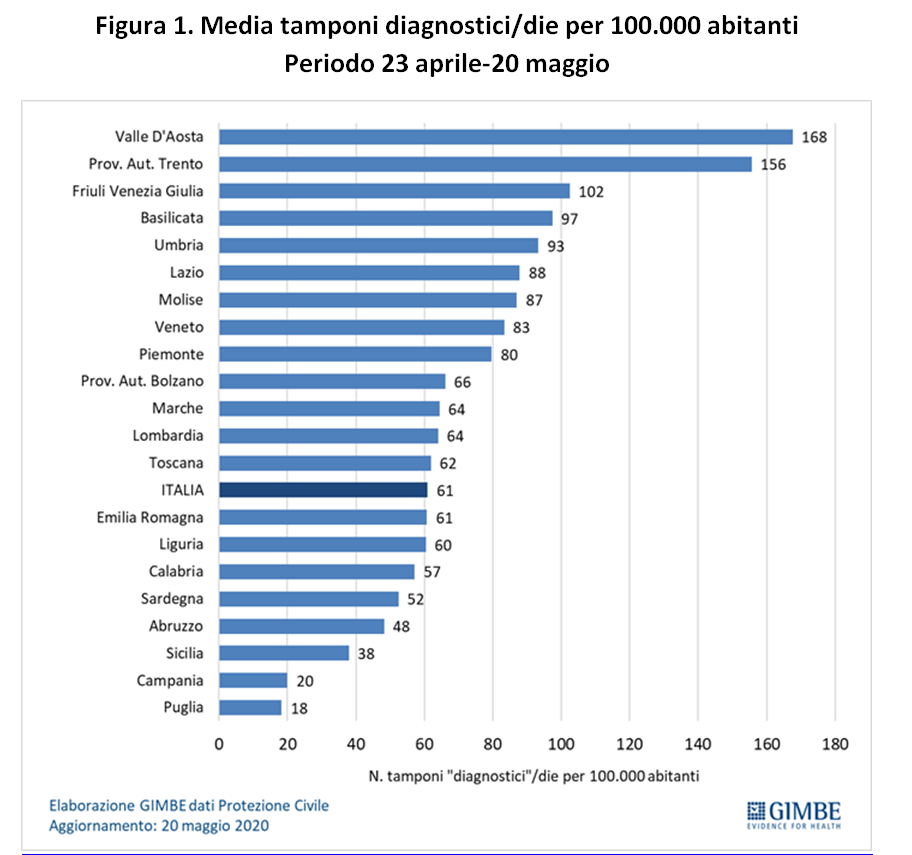 Figura 1. Media tamponi diagnostici/die per 100.000 abitanti
Periodo 23 aprile-20 maggio
Valle D'Aosta 168
Prov. Aut. Trento 156
Friuli Venezia Giulia 102
Basilicata 97
Umbria 93
Lazio 88
Molise 87
Veneto 83
Piemonte 80
Prov. Aut. Bolzano 66
Marche 64
Lombardia 64
Toscana 62
ITALIA 61
Emilia Romagna 61
Liguria 60
Calabria 57
Sardegna 52
Abruzzo 48
Sicilia 38
Campania 20
Puglia 18
0 20 40 60 80 100 120 140 160 180
N. tamponi "diagnostici"/die per 100.000 abitanti
Elaborazione GIMBE dati Protezione Civile
Aggiornamento: 20 maggio 2020
GIMBE
EVIDENCE FOR HEALTH